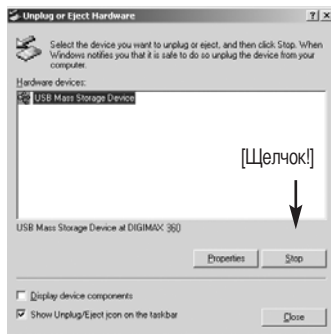 Unplug or Eject Hardware
Select the device you want to unplug or eject, and then click Stop. When
Windows notifies you that it is safe to do so unplug the device from your
computer.
Hardware devices:
USB Mass Storage Device
[Щелчок!]
USB Mass Storage Device at DIGIMAX 360
Properties
Stop
Display device components
Show Unplug/Eject icon on the taskbar
Close